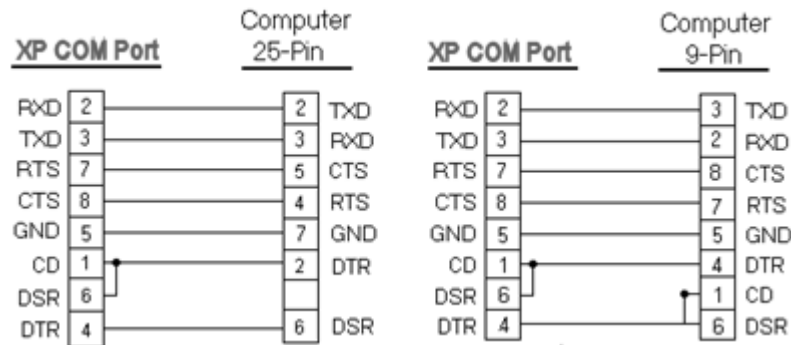 Computer
XP COM Port 25-Pin
RXD 2 2 TXD
TXD 3 3 RXD
RTS 7 5 CTS
CTS 8 4 RTS
GND 5 7 GND
CD 1 2 DTR
DSR 6
DTR 4 6 DSR
Computer
XP COM Port 9-Pin
RXD 2 3 TXD
TXD 3 2 RXD
RTS 7 8 CTS
CTS 8 7 RTS
GND 5 5 GND
CD 1 4 DTR
DSR 6 1 CD
DTR 4 6 DSR